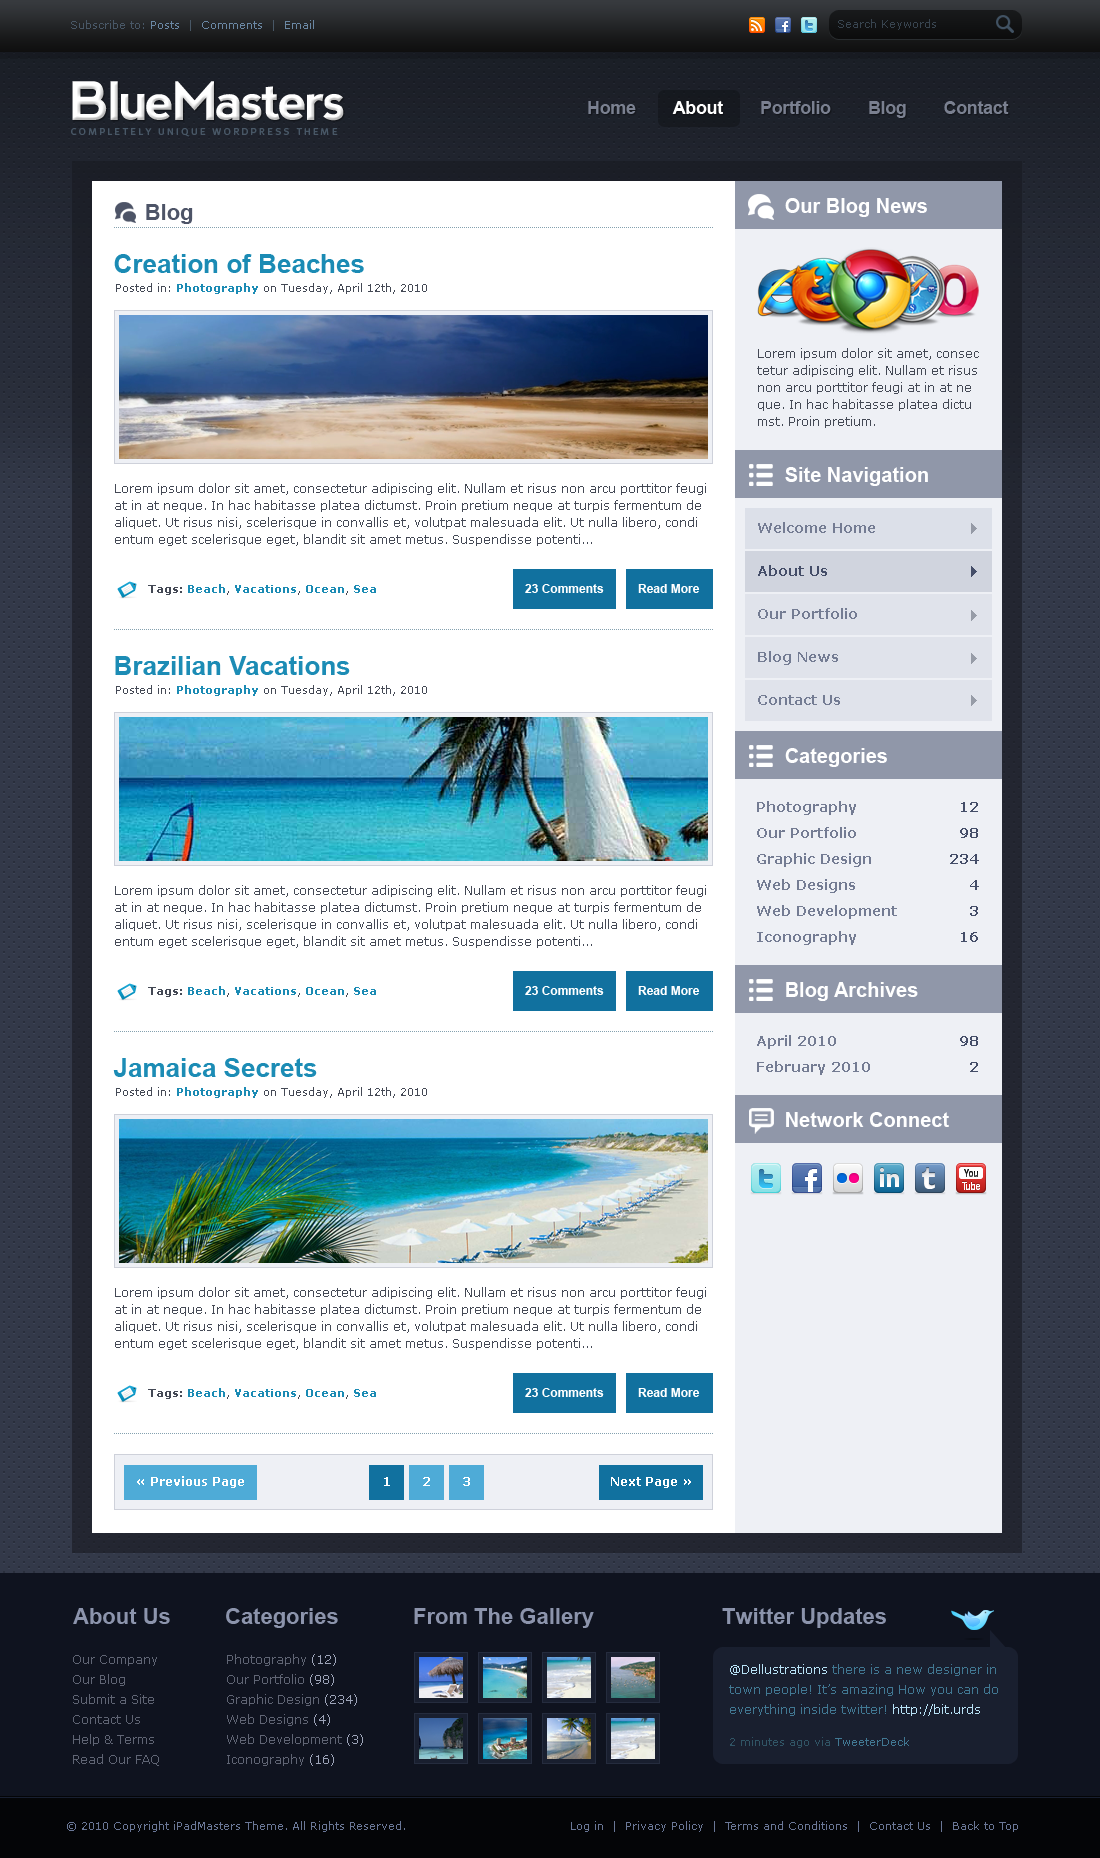 Subscribe to: Posts | Comments | Email
Search Keywords
BlueMasters
COMPLETELY UNIQUE WORDPRESS THEME
Home About Portfolio Blog Contact
Blog
Creation of Beaches
Posted in: Photography on Tuesday, April 12th, 2010
Lorem ipsum dolor sit amet, consectetur adipiscing elit. Nullam et risus non arcu porttitor feugi
at in at neque. In hac habitasse platea dictumst. Proin pretium neque at turpis fermentum de
aliquet. Ut risus nisi, scelerisque in convallis et, volutpat malesuada elit. Ut nulla libero, condi
entum eget scelerisque eget, blandit sit amet metus. Suspendisse potenti...
Tags: Beach, Vacations, Ocean, Sea
23 Comments Read More
Brazilian Vacations
Posted in: Photography on Tuesday, April 12th, 2010
Lorem ipsum dolor sit amet, consectetur adipiscing elit. Nullam et risus non arcu porttitor feugi
at in at neque. In hac habitasse platea dictumst. Proin pretium neque at turpis fermentum de
aliquet. Ut risus nisi, scelerisque in convallis et, volutpat malesuada elit. Ut nulla libero, condi
entum eget scelerisque eget, blandit sit amet metus. Suspendisse potenti...
Tags: Beach, Vacations, Ocean, Sea
23 Comments Read More
Jamaica Secrets
Posted in: Photography on Tuesday, April 12th, 2010
Lorem ipsum dolor sit amet, consectetur adipiscing elit. Nullam et risus non arcu porttitor feugi
at in at neque. In hac habitasse platea dictumst. Proin pretium neque at turpis fermentum de
aliquet. Ut risus nisi, scelerisque in convallis et, volutpat malesuada elit. Ut nulla libero, condi
entum eget scelerisque eget, blandit sit amet metus. Suspendisse potenti...
Tags: Beach, Vacations, Ocean, Sea
23 Comments Read More
« Previous Page 1 2 3 Next Page »
Our Blog News
Lorem ipsum dolor sit amet, consec
tetur adipiscing elit. Nullam et risus
non arcu porttitor feugi at in at ne
que. In hac habitasse platea dictu
mst. Proin pretium.
Site Navigation
Welcome Home
About Us
Our Portfolio
Blog News
Contact Us
Categories
Photography 12
Our Portfolio 98
Graphic Design 234
Web Designs 4
Web Development 3
Iconography 16
Blog Archives
April 2010 98
February 2010 2
Network Connect
You
Tube
About Us
Our Company
Our Blog
Submit a Site
Contact Us
Help & Terms
Read Our FAQ
Categories
Photography (12)
Our Portfolio (98)
Graphic Design (234)
Web Designs (4)
Web Development (3)
Iconography (16)
From The Gallery
Twitter Updates
@Dellustrations there is a new designer in
town people! It's amazing How you can do
everything inside twitter! http://bit.urds
2 minutes ago via TweeterDeck
© 2010 Copyright iPadMasters Theme. All Rights Reserved.
Log in | Privacy Policy | Terms and Conditions | Contact Us | Back to Top